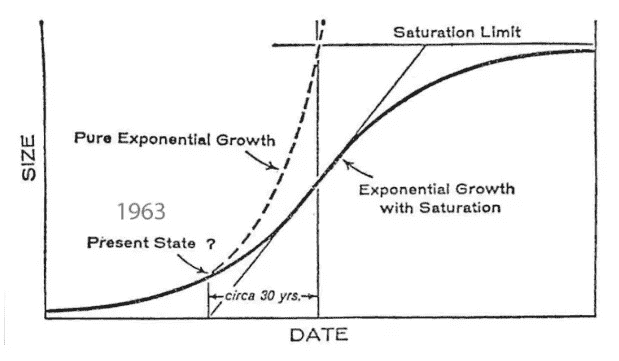 Saturation Limit
Pure Exponential Growth
SIZE
Exponential Growth
with Saturation
1963
Present State ?
circa 30 yrs.
DATE